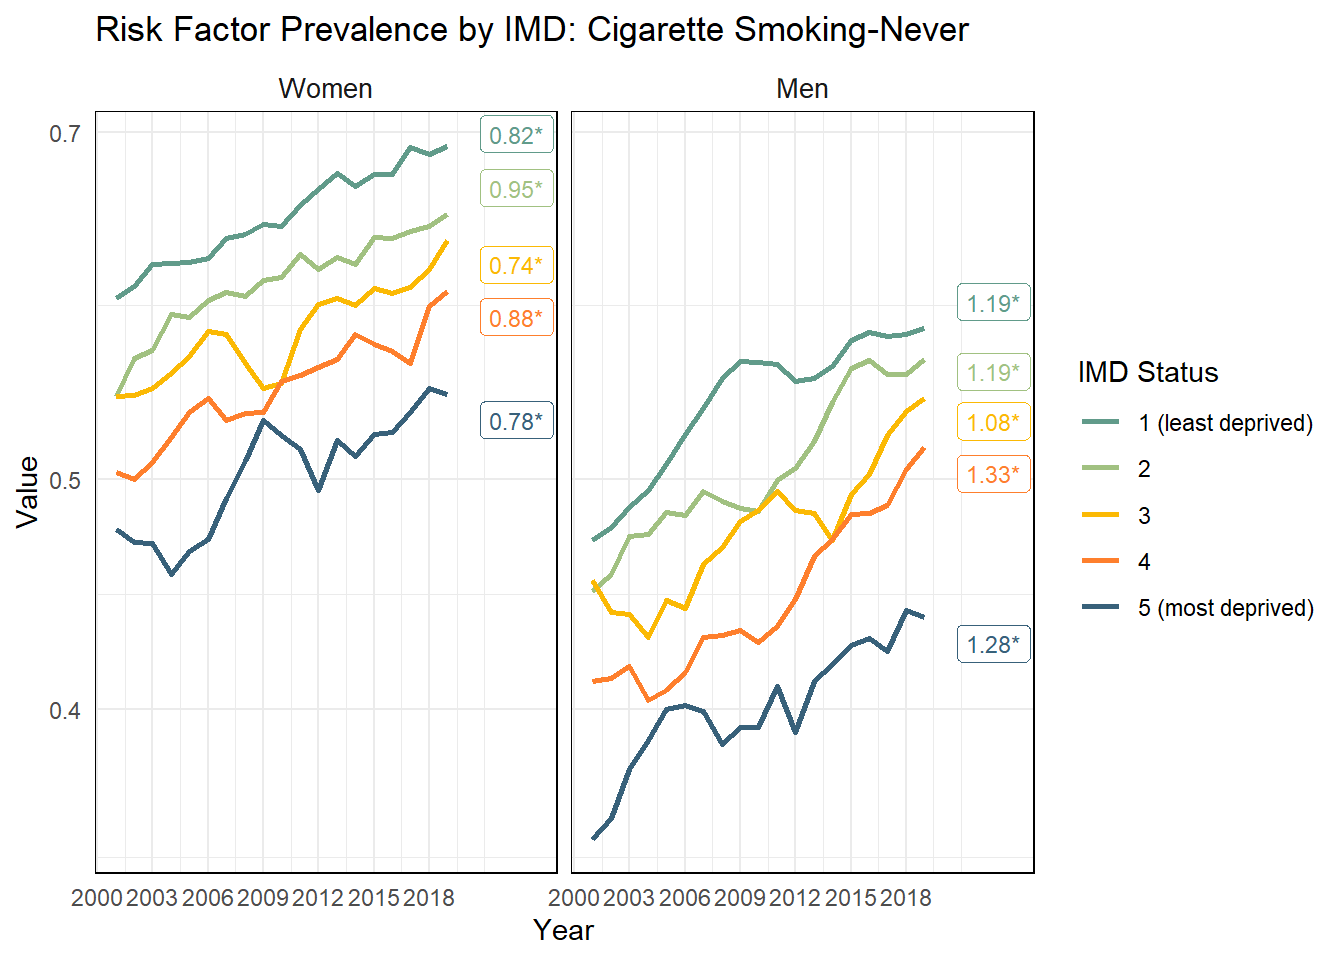 Risk Factor Prevalence by IMD: Cigarette Smoking-Never
Women
Men
0.7
0.5
0.4
Value
0.82*
0.95*
0.74*
0.88*
0.78*
1.19*
1.19*
1.08*
1.33*
1.28*
2000 2003 2006 2009 2012 2015 2018
2000 2003 2006 2009 2012 2015 2018
Year
IMD Status
1 (least deprived)
2
3
4
5 (most deprived)